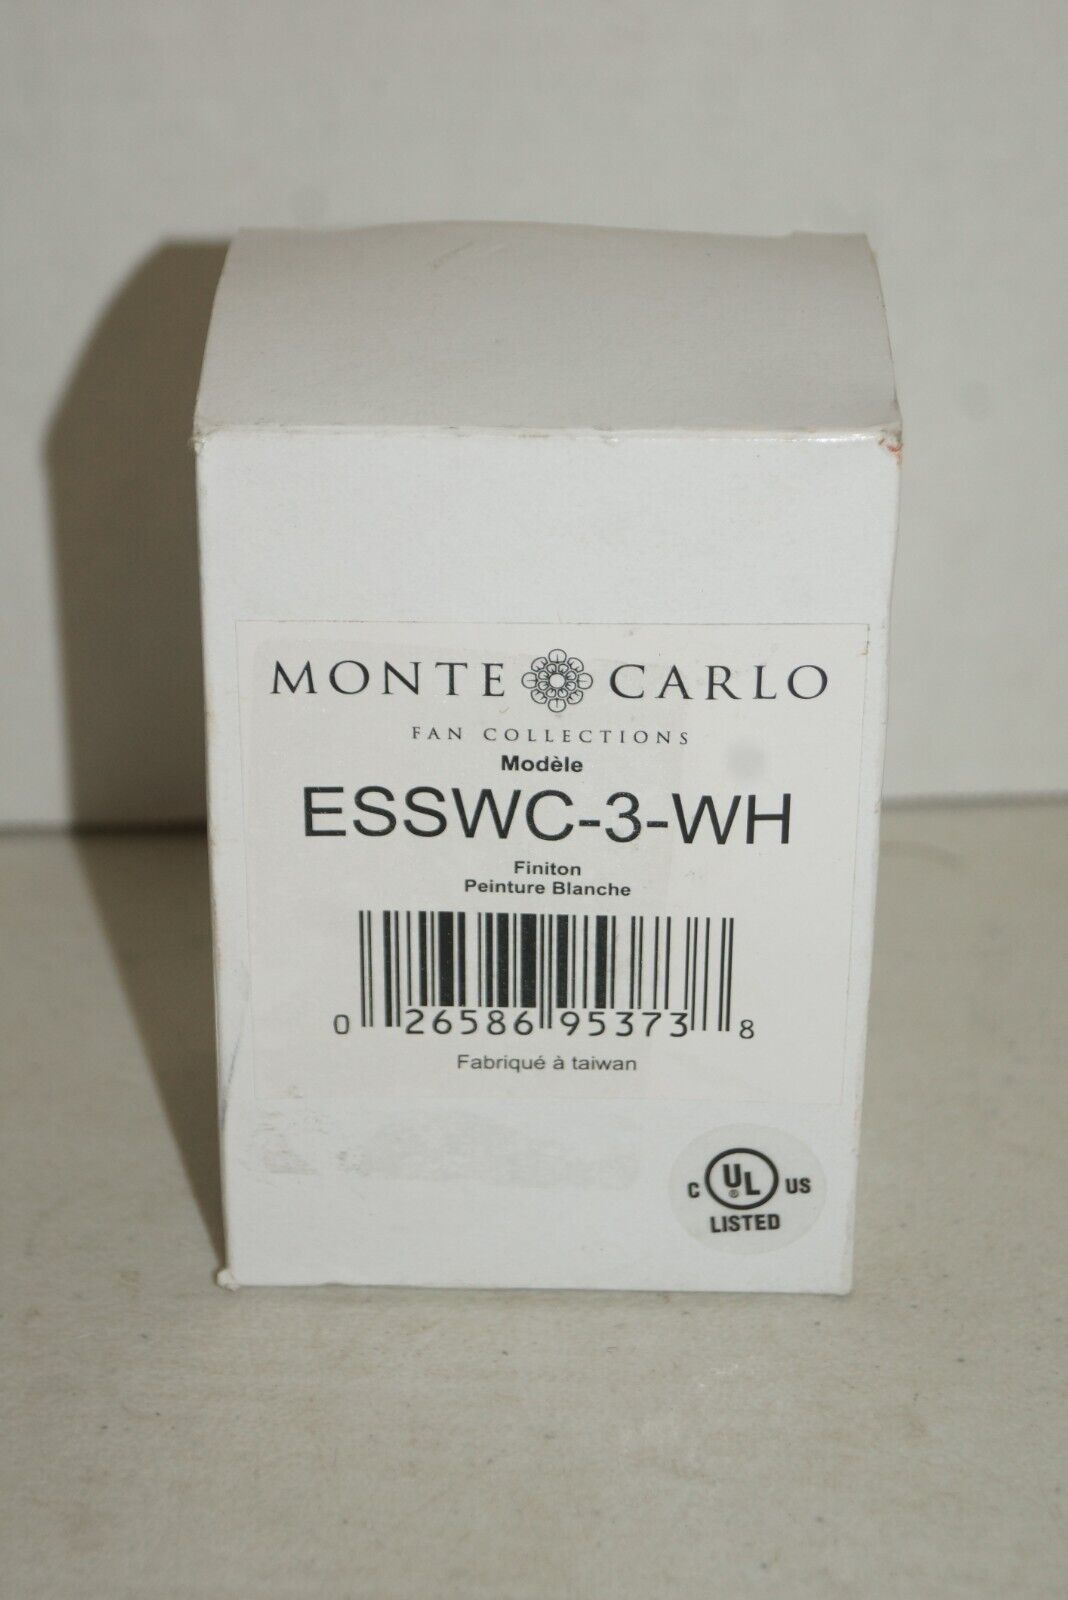 MONTE CARLO
FAN COLLECTIONS
Modèle
ESSWC-3-WH
Finiton
Peinture Blanche
0 26586 95373 8
Fabriqué à taiwan
C UL ® US
LISTED